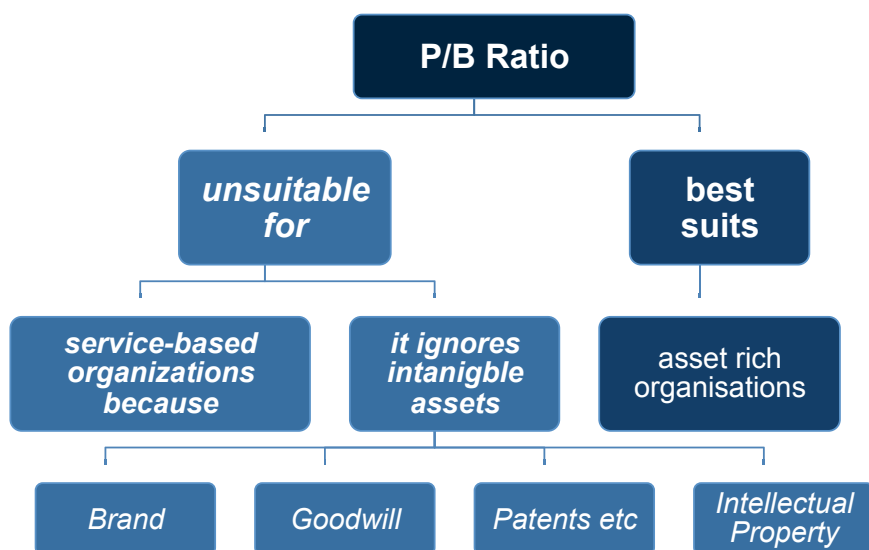 P/B Ratio
unsuitable
for
best
suits
service-based
organizations
because
it ignores
intanigble
assets
asset rich
organisations
Brand
Goodwill
Patents etc
Intellectual
Property